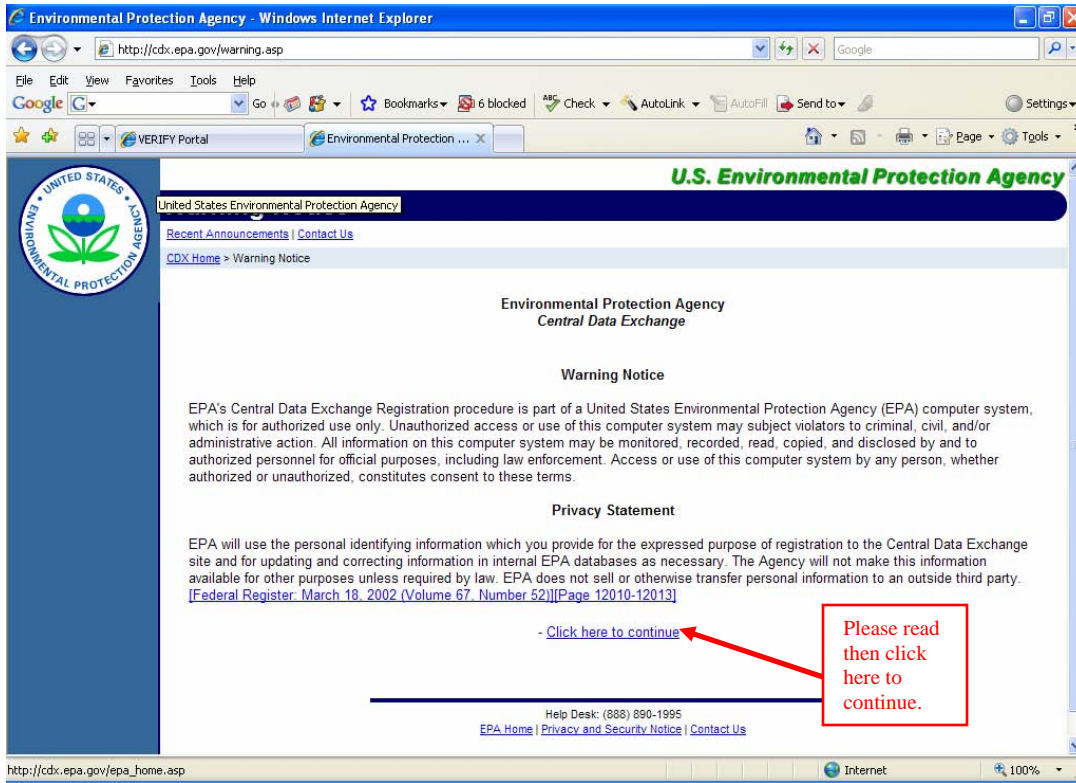 Environmental Protection Agency - Windows Internet Explorer
http://cdx.epa.gov/warning.asp
Google
File Edit View Favorites Tools Help
Google G Go Bookmarks 6 blocked ABC Check AutoLink AutoFill Send to Settings
VERIFY Portal Environmental Protection ... X Page Tools
UNITED STATES ENVIRONMENTAL PROTECTION AGENCY
U.S. Environmental Protection Agency
United States Environmental Protection Agency
Recent Announcements | Contact Us
CDX Home > Warning Notice
Environmental Protection Agency
Central Data Exchange
Warning Notice
EPA's Central Data Exchange Registration procedure is part of a United States Environmental Protection Agency (EPA) computer system,
which is for authorized use only. Unauthorized access or use of this computer system may subject violators to criminal, civil, and/or
administrative action. All information on this computer system may be monitored, recorded, read, copied, and disclosed by and to
authorized personnel for official purposes, including law enforcement. Access or use of this computer system by any person, whether
authorized or unauthorized, constitutes consent to these terms.
Privacy Statement
EPA will use the personal identifying information which you provide for the expressed purpose of registration to the Central Data Exchange
site and for updating and correcting information in internal EPA databases as necessary. The Agency will not make this information
available for other purposes unless required by law. EPA does not sell or otherwise transfer personal information to an outside third party.
[Federal Register: March 18, 2002 (Volume 67, Number 52)][Page 12010-12013]
- Click here to continue
Please read
then click
here to
continue.
Help Desk: (888) 890-1995
EPA Home | Privacy and Security Notice | Contact Us
http://cdx.epa.gov/epa_home.asp Internet 100%